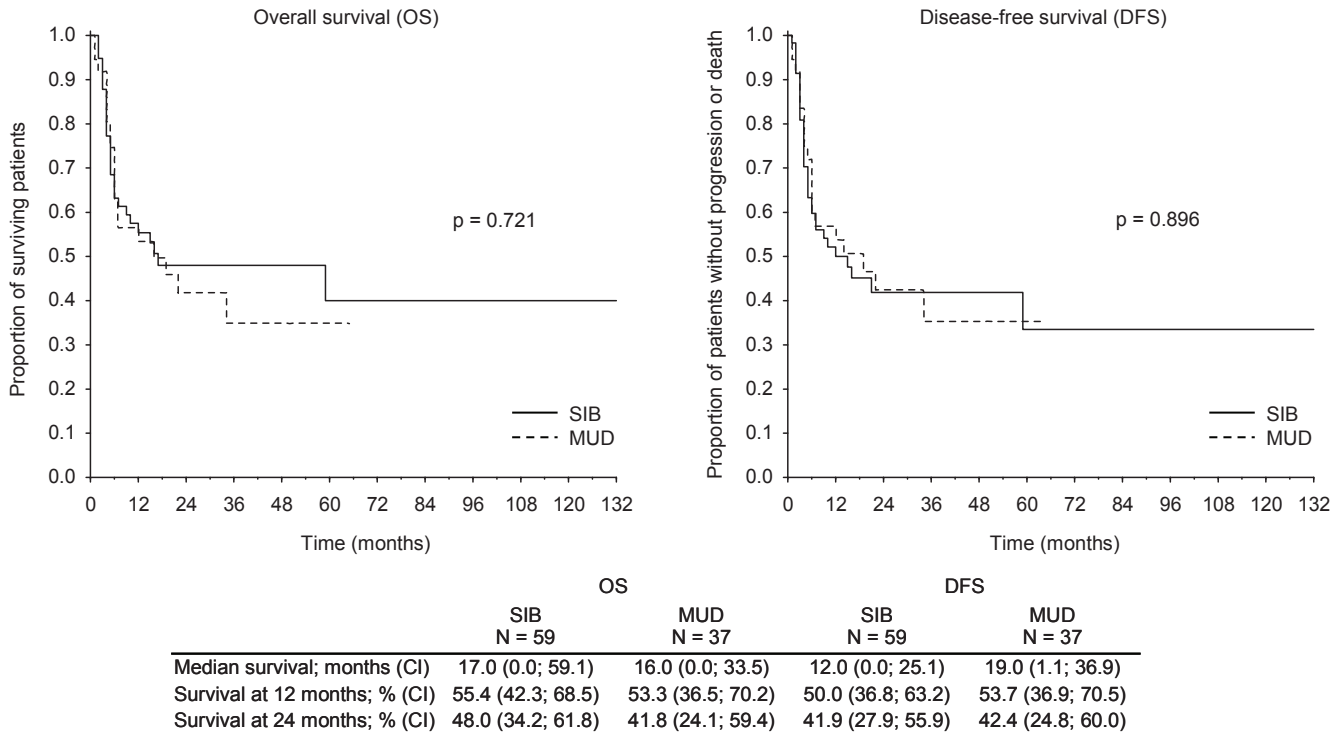 Overall survival (OS)
Proportion of surviving patients
1.0
0.9
0.8
0.7
0.6
0.5
0.4
0.3
0.2
0.1
0.0
p = 0.721
SIB
MUD
0 12 24 36 48 60 72 84 96 108 120 132
Time (months)
Disease-free survival (DFS)
Proportion of patients without progression or death
1.0
0.9
0.8
0.7
0.6
0.5
0.4
0.3
0.2
0.1
0.0
p = 0.896
SIB
MUD
0 12 24 36 48 60 72 84 96 108 120 132
Time (months)
OS DFS
SIB MUD SIB MUD
N = 59 N = 37 N = 59 N = 37
Median survival; months (CI) 17.0 (0.0; 59.1) 16.0 (0.0; 33.5) 12.0 (0.0; 25.1) 19.0 (1.1; 36.9)
Survival at 12 months; % (CI) 55.4 (42.3; 68.5) 53.3 (36.5; 70.2) 50.0 (36.8; 63.2) 53.7 (36.9; 70.5)
Survival at 24 months; % (CI) 48.0 (34.2; 61.8) 41.8 (24.1; 59.4) 41.9 (27.9; 55.9) 42.4 (24.8; 60.0)